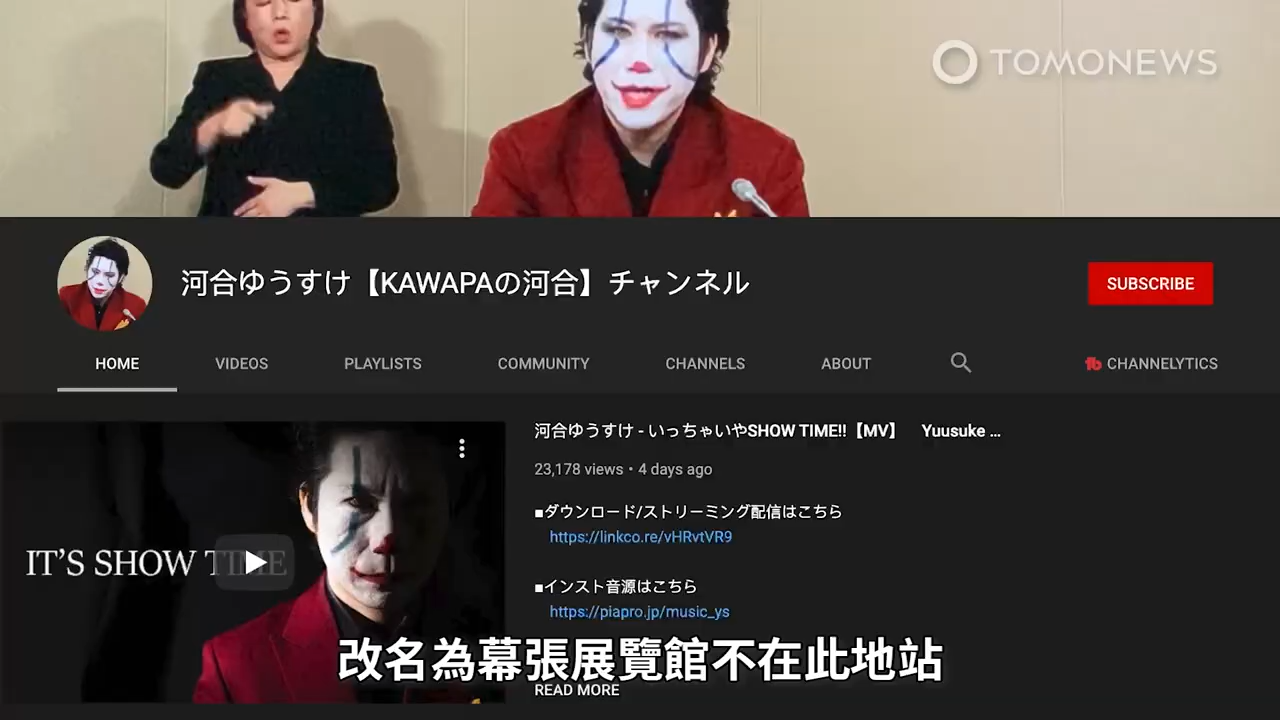 TOMONEWS
河合ゆうすけ【KAWAPAの河合】チャンネル
SUBSCRIBE
HOME VIDEOS PLAYLISTS COMMUNITY CHANNELS ABOUT CHANNELYTICS
河合ゆうすけ - いっちゃいやSHOW TIME!!【MV】 Yuusuke ...
23,178 views • 4 days ago
■ダウンロード/ストリーミング配信はこちら
https://linkco.re/vHRvtVR9
IT'S SHOW TIME
■インスト音源はこちら
https://piapro.jp/music_ys
改名為幕張展覽館不在此地站
READ MORE